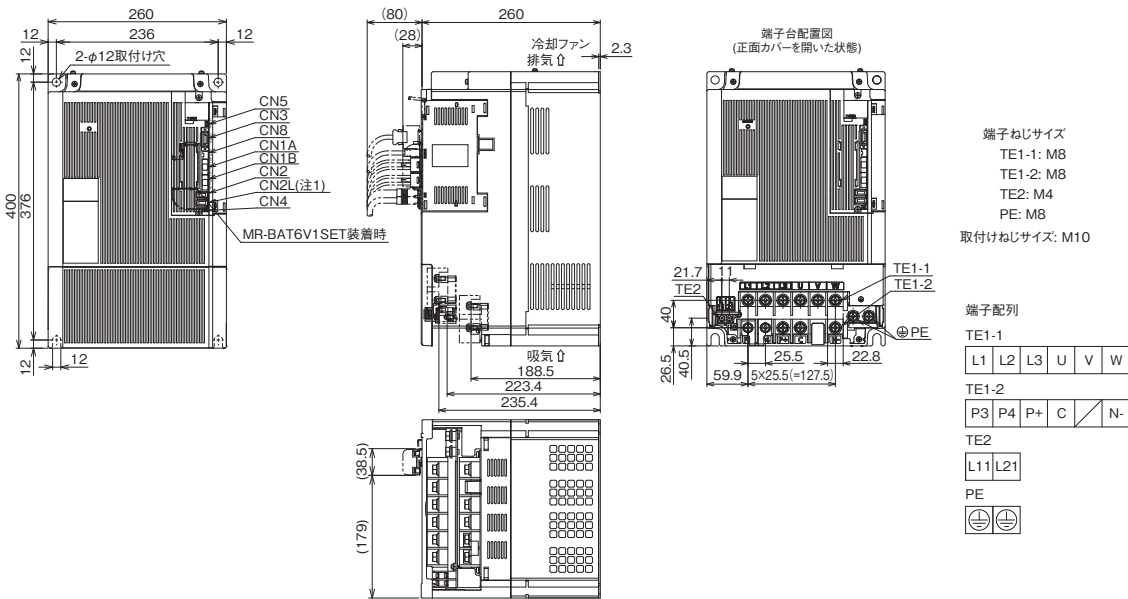 260
12
236
12
12
2-φ12取付け穴
CN5
CN3
CN8
CN1A
CN1B
CN2
CN2L(注1)
CN4
MR-BAT6V1SET装着時
400
376
12
12
(80)
260
(28)
冷却ファン
排気⇧
2.3
吸気⇧
188.5
223.4
235.4
(38.5)
(179)
端子台配置図
(正面カバーを開いた状態)
21.7
11
TE2
L1 L2 L3 U V W
TE1-1
TE1-2
PE
40
26.5
40.5
25.5
22.8
59.9
5×25.5(=127.5)
端子ねじサイズ
TE1-1: M8
TE1-2: M8
TE2: M4
PE: M8
取付けねじサイズ: M10
端子配列
TE1-1
L1 L2 L3 U V W
TE1-2
P3 P4 P+ C N-
TE2
L11 L21
PE